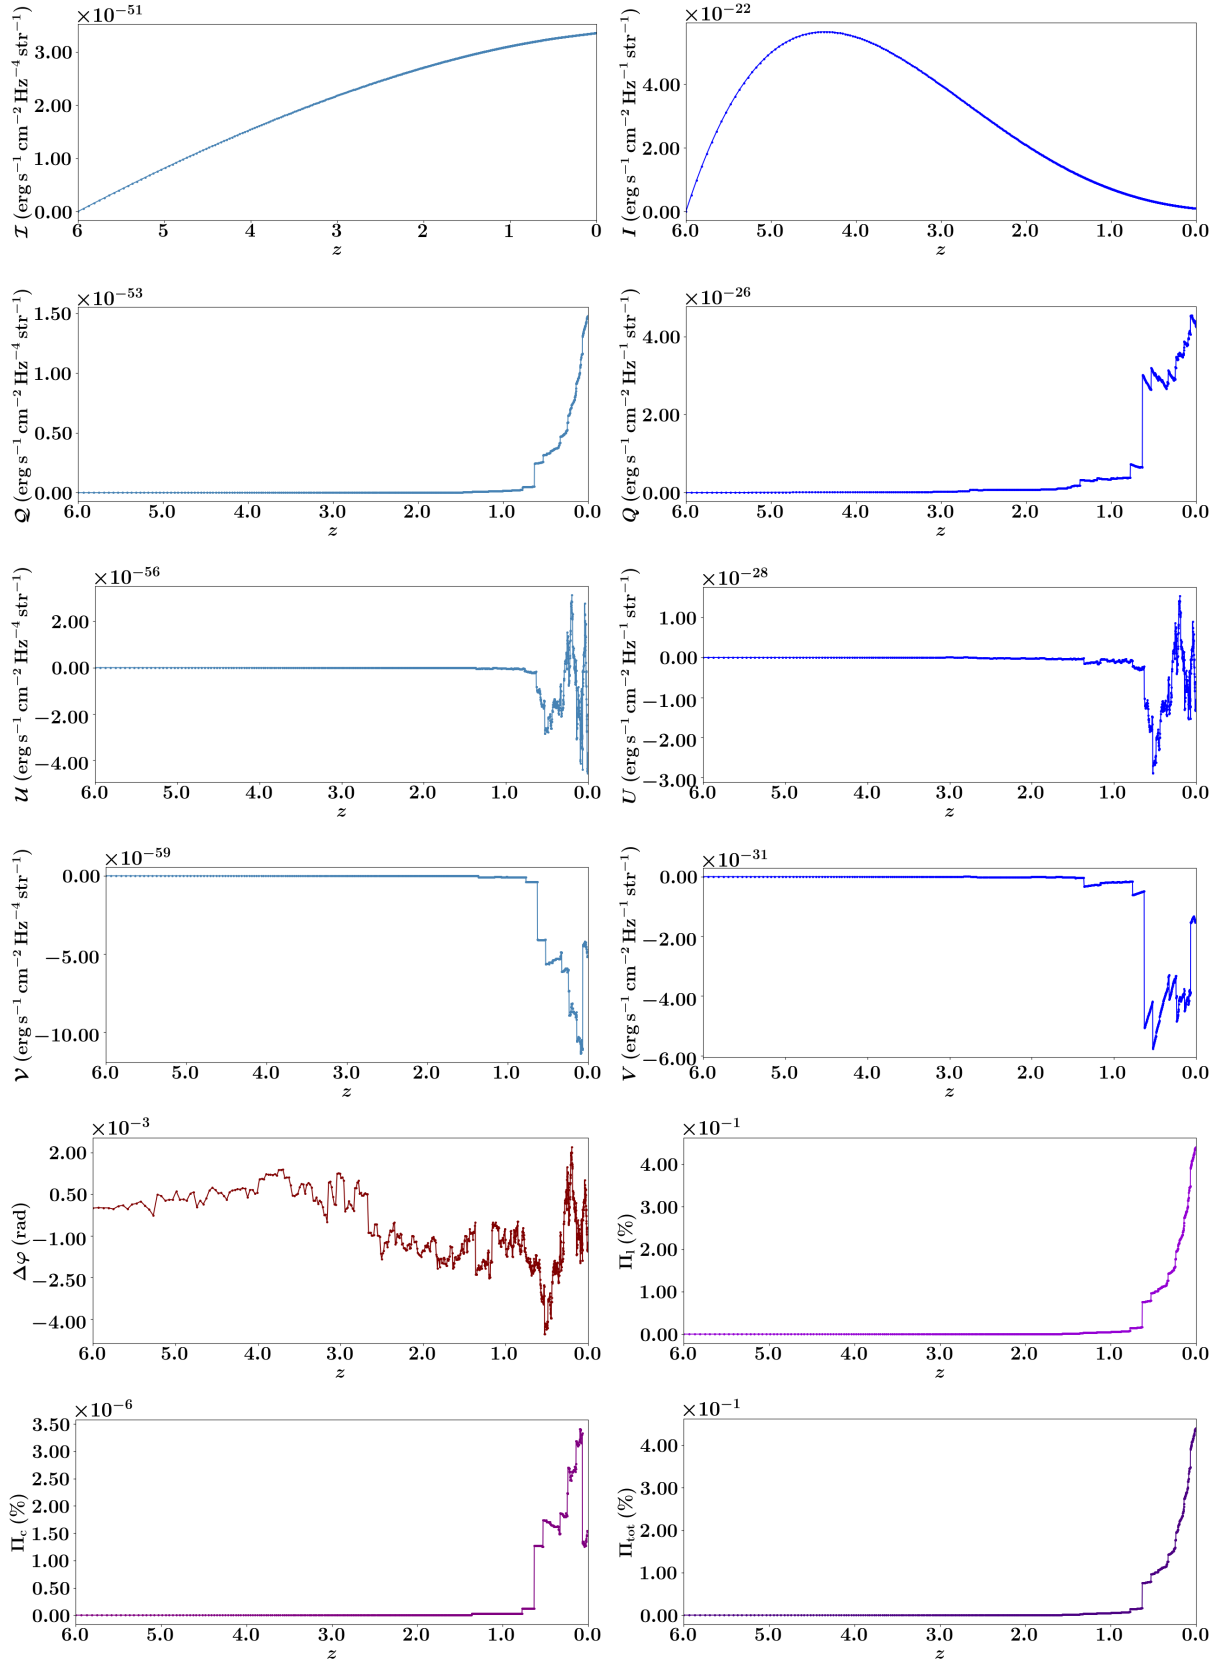 ×10⁻⁵¹
𝓘 (erg s⁻¹ cm⁻² Hz⁻⁴ str⁻¹)
3.00
2.00
1.00
0.00
6 5 4 3 2 1 0
z
×10⁻²²
I (erg s⁻¹ cm⁻² Hz⁻¹ str⁻¹)
4.00
2.00
0.00
6.0 5.0 4.0 3.0 2.0 1.0 0.0
z
×10⁻⁵³
𝓠 (erg s⁻¹ cm⁻² Hz⁻⁴ str⁻¹)
1.50
1.00
0.50
0.00
6.0 5.0 4.0 3.0 2.0 1.0 0.0
z
×10⁻²⁶
Q (erg s⁻¹ cm⁻² Hz⁻¹ str⁻¹)
4.00
2.00
0.00
6.0 5.0 4.0 3.0 2.0 1.0 0.0
z
×10⁻⁵⁶
𝓤 (erg s⁻¹ cm⁻² Hz⁻⁴ str⁻¹)
2.00
0.00
−2.00
−4.00
6.0 5.0 4.0 3.0 2.0 1.0 0.0
z
×10⁻²⁸
U (erg s⁻¹ cm⁻² Hz⁻¹ str⁻¹)
1.00
0.00
−1.00
−2.00
−3.00
6.0 5.0 4.0 3.0 2.0 1.0 0.0
z
×10⁻⁵⁹
𝓥 (erg s⁻¹ cm⁻² Hz⁻⁴ str⁻¹)
0.00
−5.00
−10.00
6.0 5.0 4.0 3.0 2.0 1.0 0.0
z
×10⁻³¹
V (erg s⁻¹ cm⁻² Hz⁻¹ str⁻¹)
0.00
−2.00
−4.00
−6.00
6.0 5.0 4.0 3.0 2.0 1.0 0.0
z
×10⁻³
Δφ (rad)
2.00
0.50
−1.00
−2.50
−4.00
6.0 5.0 4.0 3.0 2.0 1.0 0.0
z
×10⁻¹
Π_l (%)
4.00
3.00
2.00
1.00
0.00
6.0 5.0 4.0 3.0 2.0 1.0 0.0
z
×10⁻⁶
Π_c (%)
3.50
3.00
2.50
2.00
1.50
1.00
0.50
0.00
6.0 5.0 4.0 3.0 2.0 1.0 0.0
z
×10⁻¹
Π_tot (%)
4.00
3.00
2.00
1.00
0.00
6.0 5.0 4.0 3.0 2.0 1.0 0.0
z